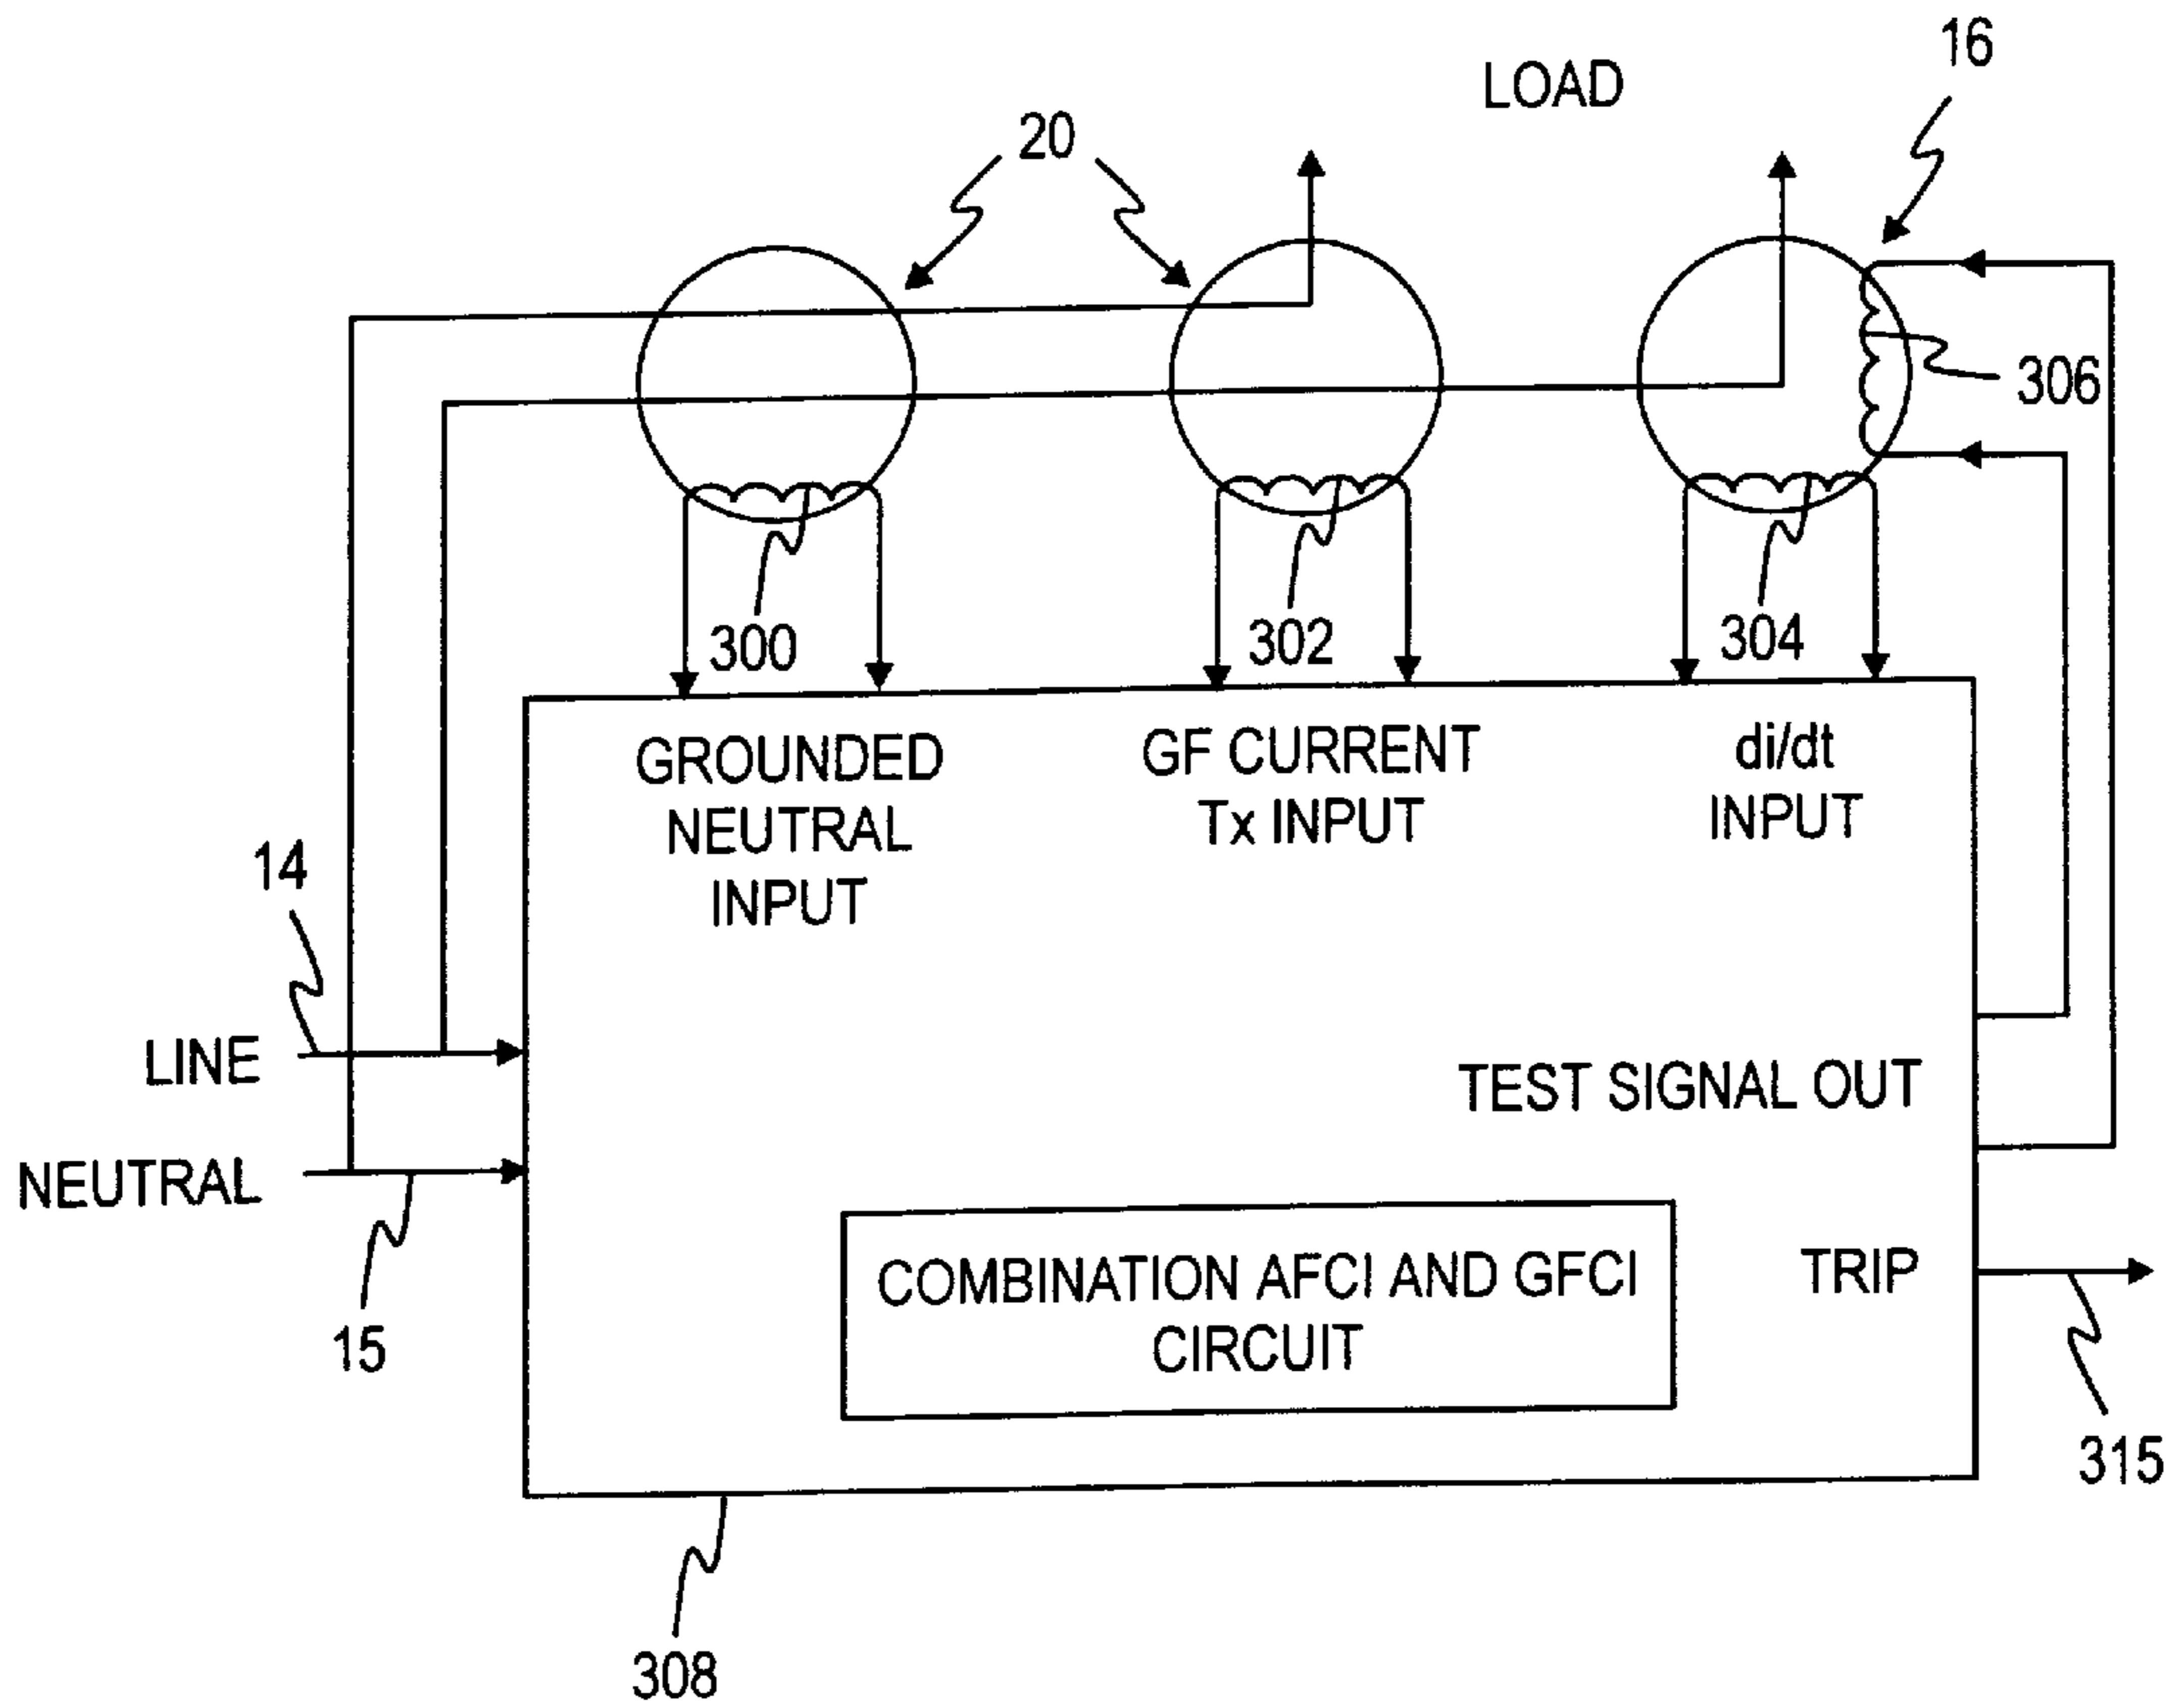 16
LOAD
20
306
300
302
304
GROUNDED
NEUTRAL
INPUT
GF CURRENT
Tx INPUT
di/dt
INPUT
14
LINE
TEST SIGNAL OUT
NEUTRAL
15
COMBINATION AFCI AND GFCI
CIRCUIT
TRIP
315
308